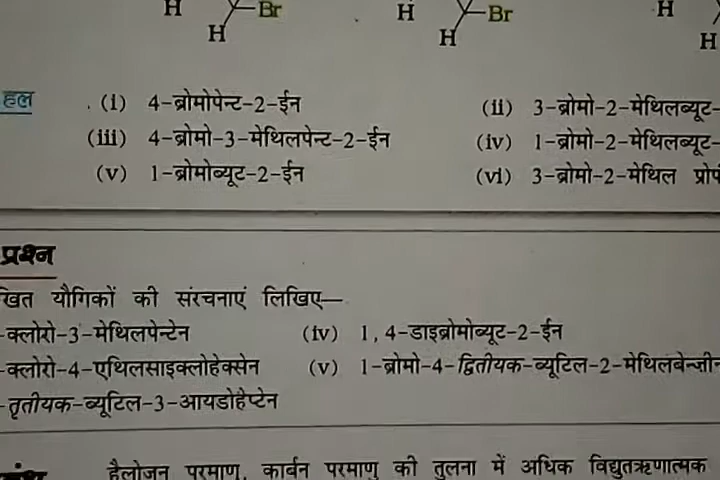 H Br H Br H
H H H
हल (i) 4-ब्रोमोपेन्ट-2-ईन (ii) 3-ब्रोमो-2-मेथिलब्यूट-
(iii) 4-ब्रोमो-3-मेथिलपेन्ट-2-ईन (iv) 1-ब्रोमो-2-मेथिलब्यूट-
(v) 1-ब्रोमोब्यूट-2-ईन (vi) 3-ब्रोमो-2-मेथिल
प्रश्न
यौगिकों की संरचनाएं लिखिए—
-क्लोरो-3-मेथिलपेन्टेन (iv) 1, 4-डाइब्रोमोब्यूट-2-ईन
-क्लोरो-4-एथिलसाइक्लोहेक्सेन (v) 1-ब्रोमो-4-द्वितीयक-ब्यूटिल-2-मेथिलबेन्जीन
-तृतीयक-ब्यूटिल-3-आयडोहैप्टेन
हैलोजन परमाणु, कार्बन परमाणु की तुलना में अधिक विद्युतऋणात्मक